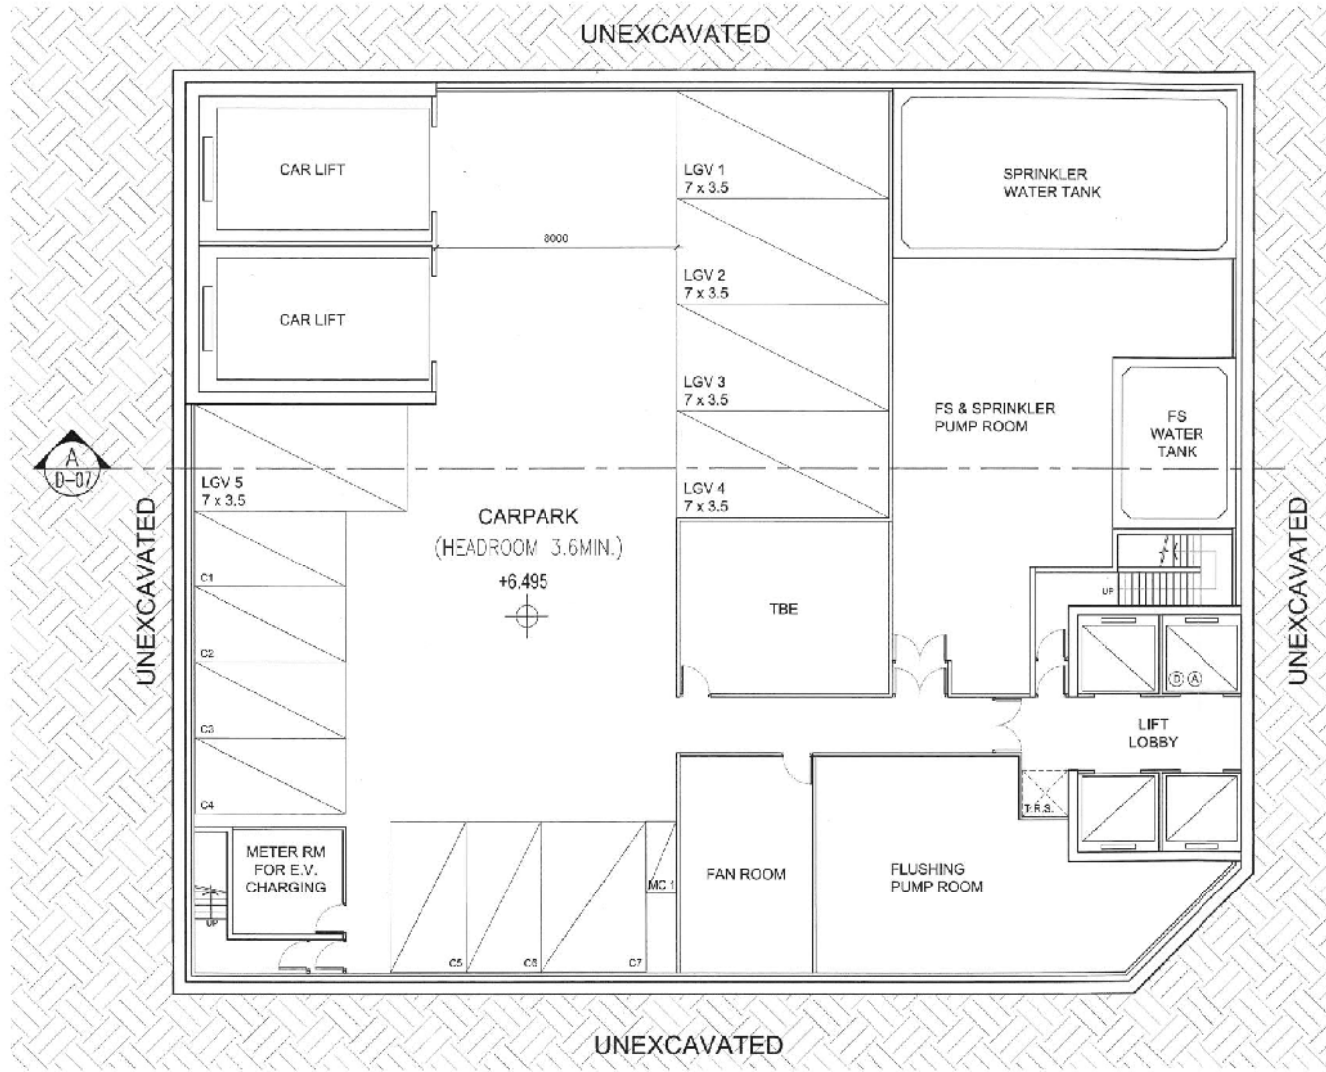 UNEXCAVATED
CAR LIFT
LGV 1
7 x 3.5
SPRINKLER
WATER TANK
8000
LGV 2
7 x 3.5
CAR LIFT
LGV 3
7 x 3.5
FS & SPRINKLER
PUMP ROOM
FS
WATER
TANK
A
D-07
LGV 5
7 x 3.5
LGV 4
7 x 3.5
CARPARK
(HEADROOM 3.6MIN.)
+6.495
UNEXCAVATED
UNEXCAVATED
C1
UP
TBE
C2
D A
C3
LIFT
LOBBY
C4
T.R.S.
METER RM
FOR E.V.
CHARGING
MC 1
FAN ROOM
FLUSHING
PUMP ROOM
UP
C5
C6
C7
UNEXCAVATED